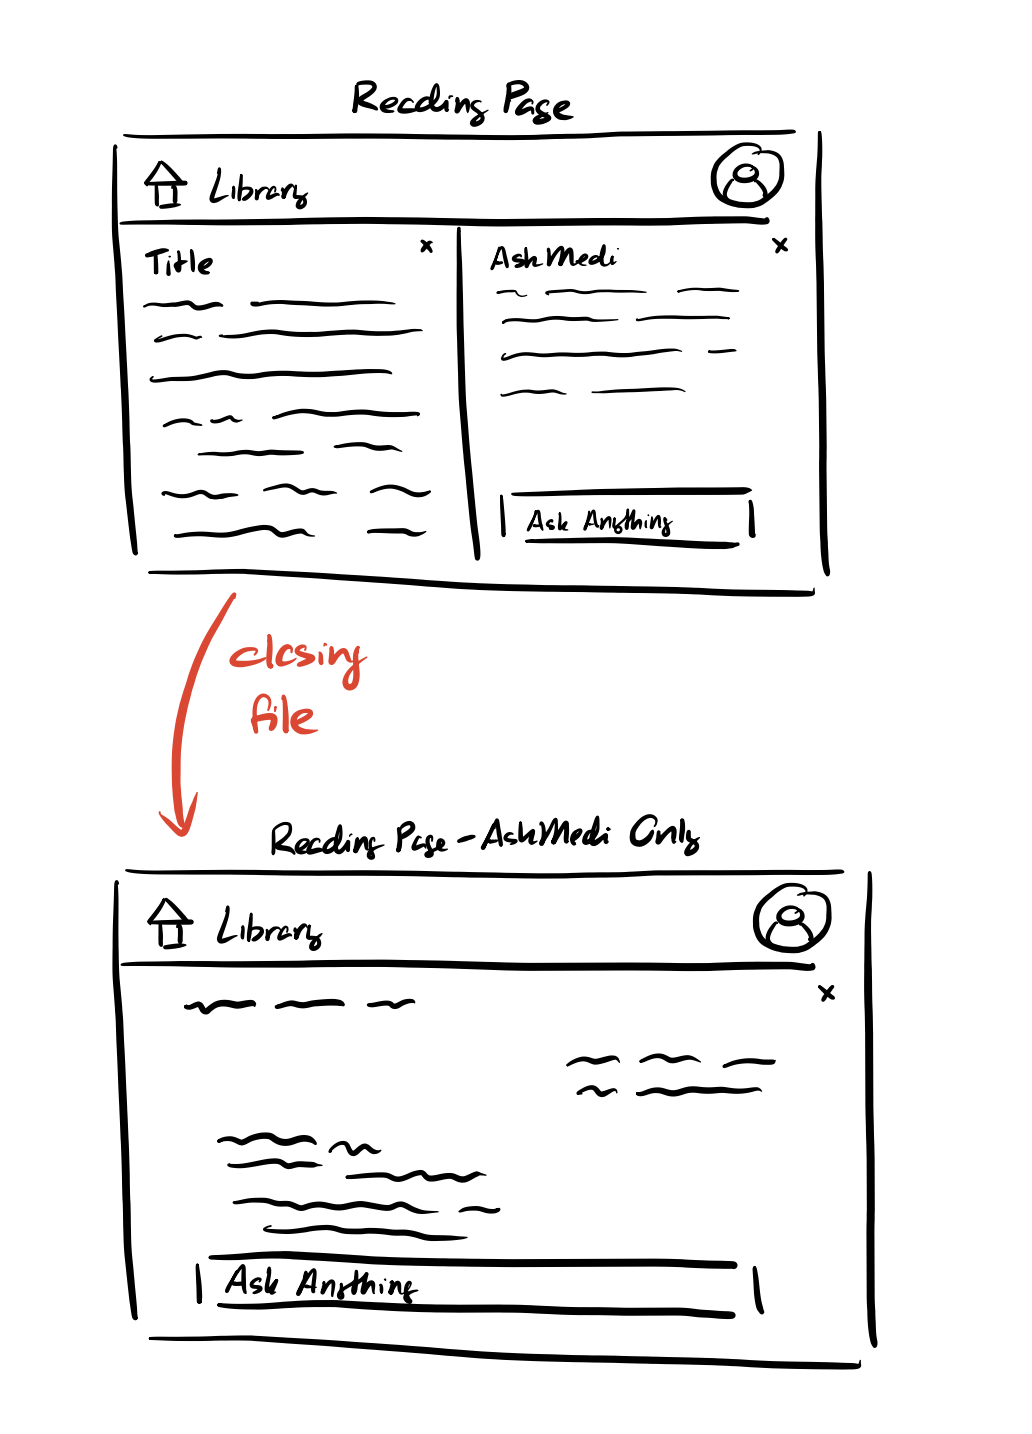 Reading Page
Library
Title x
AskMedi x
Ask Anything
closing
file
Reading Page - AskMedi Only
Library
x
Ask Anything